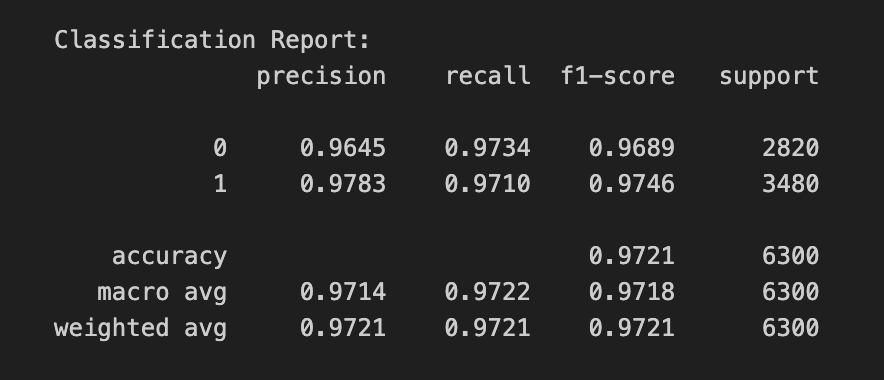 Classification Report:
precision recall f1-score support
0 0.9645 0.9734 0.9689 2820
1 0.9783 0.9710 0.9746 3480
accuracy 0.9721 6300
macro avg 0.9714 0.9722 0.9718 6300
weighted avg 0.9721 0.9721 0.9721 6300